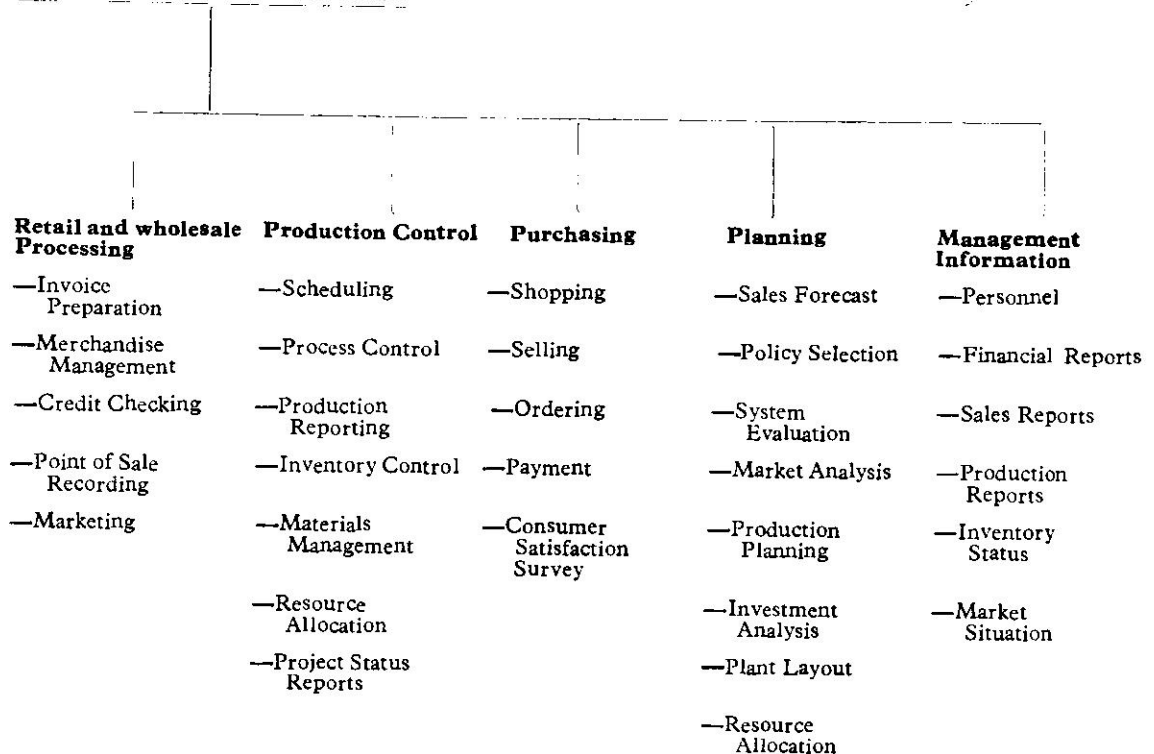 Retail and wholesale
Processing
—Invoice
Preparation
—Merchandise
Management
—Credit Checking
—Point of Sale
Recording
—Marketing
Production Control
—Scheduling
—Process Control
—Production
Reporting
—Inventory Control
—Materials
Management
—Resource
Allocation
—Project Status
Reports
Purchasing
—Shopping
—Selling
—Ordering
—Payment
—Consumer
Satisfaction
Survey
Planning
—Sales Forecast
—Policy Selection
—System
Evaluation
—Market Analysis
—Production
Planning
—Investment
Analysis
—Plant Layout
—Resource
Allocation
Management
Information
—Personnel
—Financial Reports
—Sales Reports
—Production
Reports
—Inventory
Status
—Market
Situation